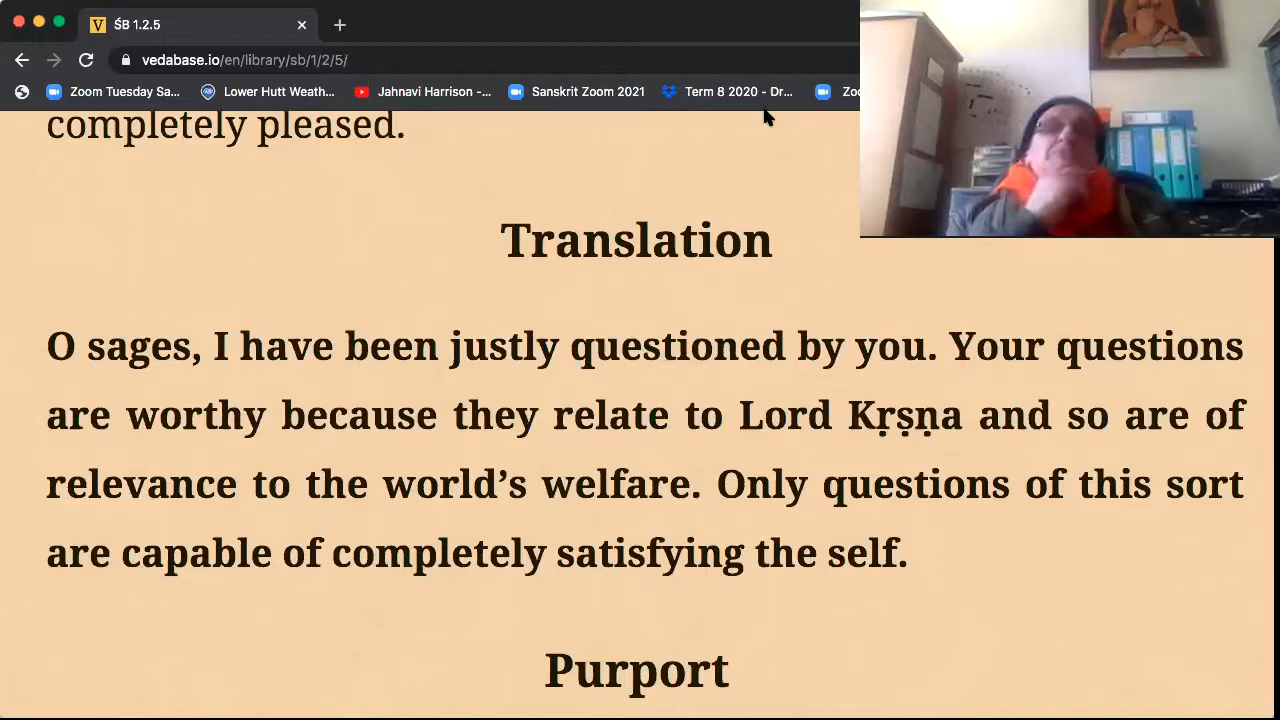 ŚB 1.2.5
vedabase.io/en/library/sb/1/2/5/
Zoom Tuesday Sa... Lower Hutt Weath... Jahnavi Harrison -... Sanskrit Zoom 2021 Term 8 2020 - Dr... Zoo
completely pleased.
Translation
O sages, I have been justly questioned by you. Your questions
are worthy because they relate to Lord Kṛṣṇa and so are of
relevance to the world’s welfare. Only questions of this sort
are capable of completely satisfying the self.
Purport